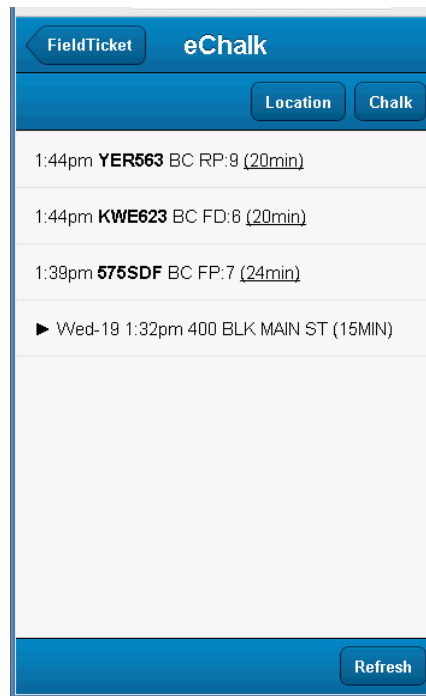 FieldTicket eChalk
Location Chalk
1:44pm YER563 BC RP:9 (20min)
1:44pm KWE623 BC FD:6 (20min)
1:39pm 575SDF BC FP:7 (24min)
► Wed-19 1:32pm 400 BLK MAIN ST (15MIN)
Refresh